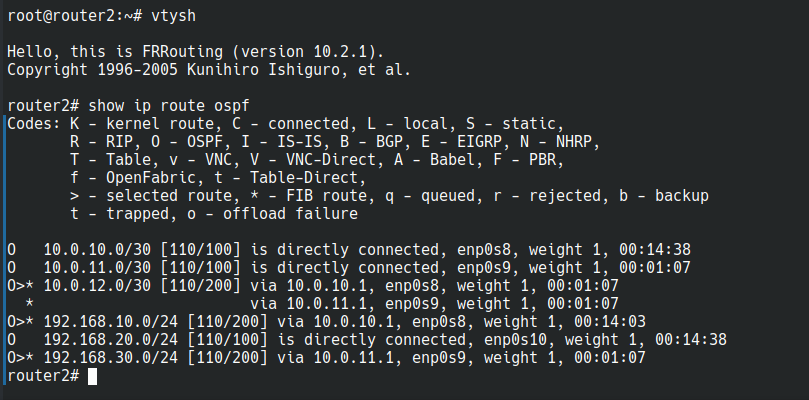 root@router2:~# vtysh
Hello, this is FRRouting (version 10.2.1).
Copyright 1996-2005 Kunihiro Ishiguro, et al.
router2# show ip route ospf
Codes: K - kernel route, C - connected, L - local, S - static,
       R - RIP, O - OSPF, I - IS-IS, B - BGP, E - EIGRP, N - NHRP,
       T - Table, v - VNC, V - VNC-Direct, A - Babel, F - PBR,
       f - OpenFabric, t - Table-Direct,
       > - selected route, * - FIB route, q - queued, r - rejected, b - backup
       t - trapped, o - offload failure
O   10.0.10.0/30 [110/100] is directly connected, enp0s8, weight 1, 00:14:38
O   10.0.11.0/30 [110/100] is directly connected, enp0s9, weight 1, 00:01:07
O>* 10.0.12.0/30 [110/200] via 10.0.10.1, enp0s8, weight 1, 00:01:07
  *                        via 10.0.11.1, enp0s9, weight 1, 00:01:07
O>* 192.168.10.0/24 [110/200] via 10.0.10.1, enp0s8, weight 1, 00:14:03
O   192.168.20.0/24 [110/100] is directly connected, enp0s10, weight 1, 00:14:38
O>* 192.168.30.0/24 [110/200] via 10.0.11.1, enp0s9, weight 1, 00:01:07
router2#